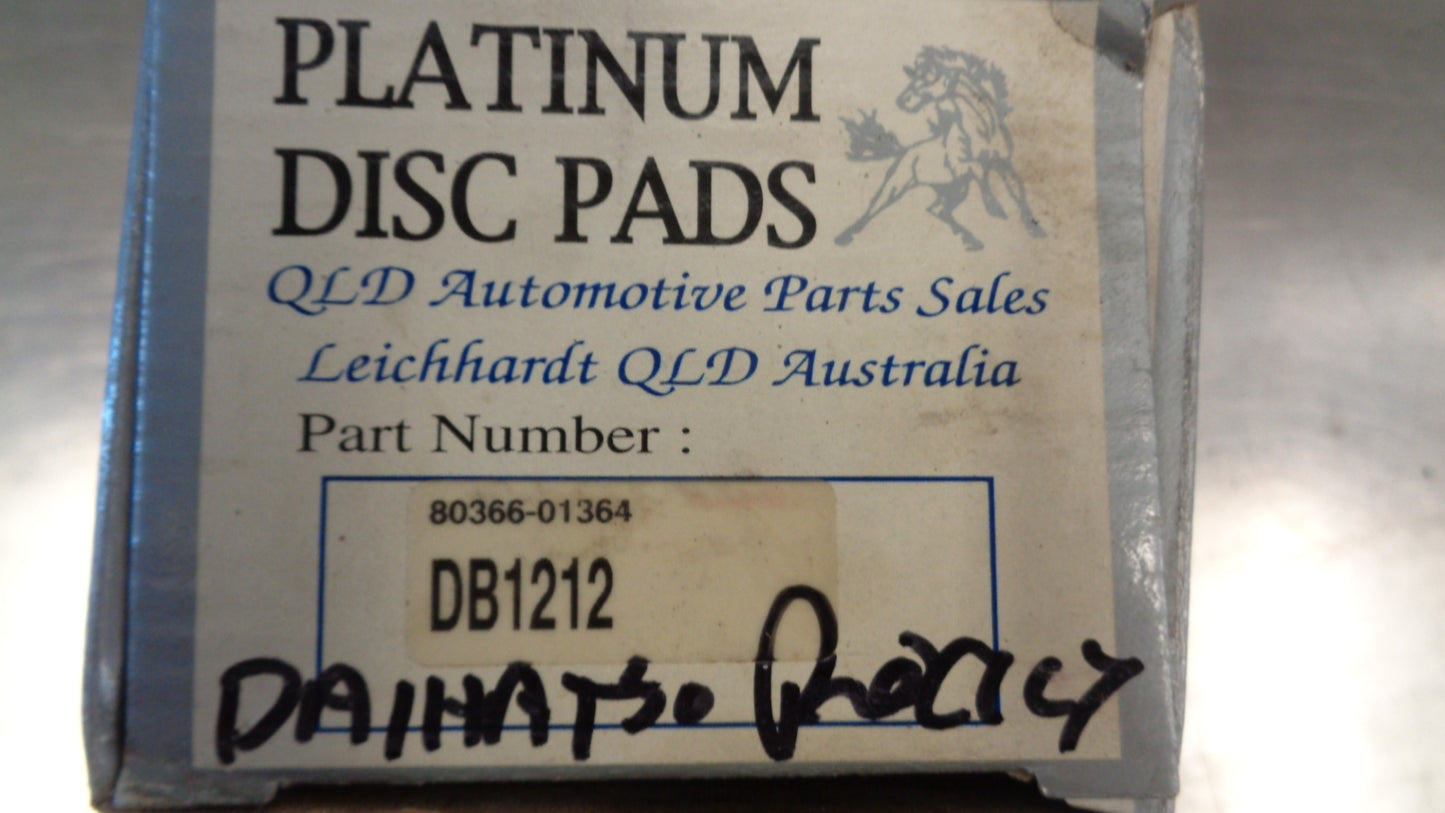 PLATINUM
DISC PADS
QLD Automotive Parts Sales
Leichhardt QLD Australia
Part Number :
80366-01364
DB1212
DAIHATSO Rocky